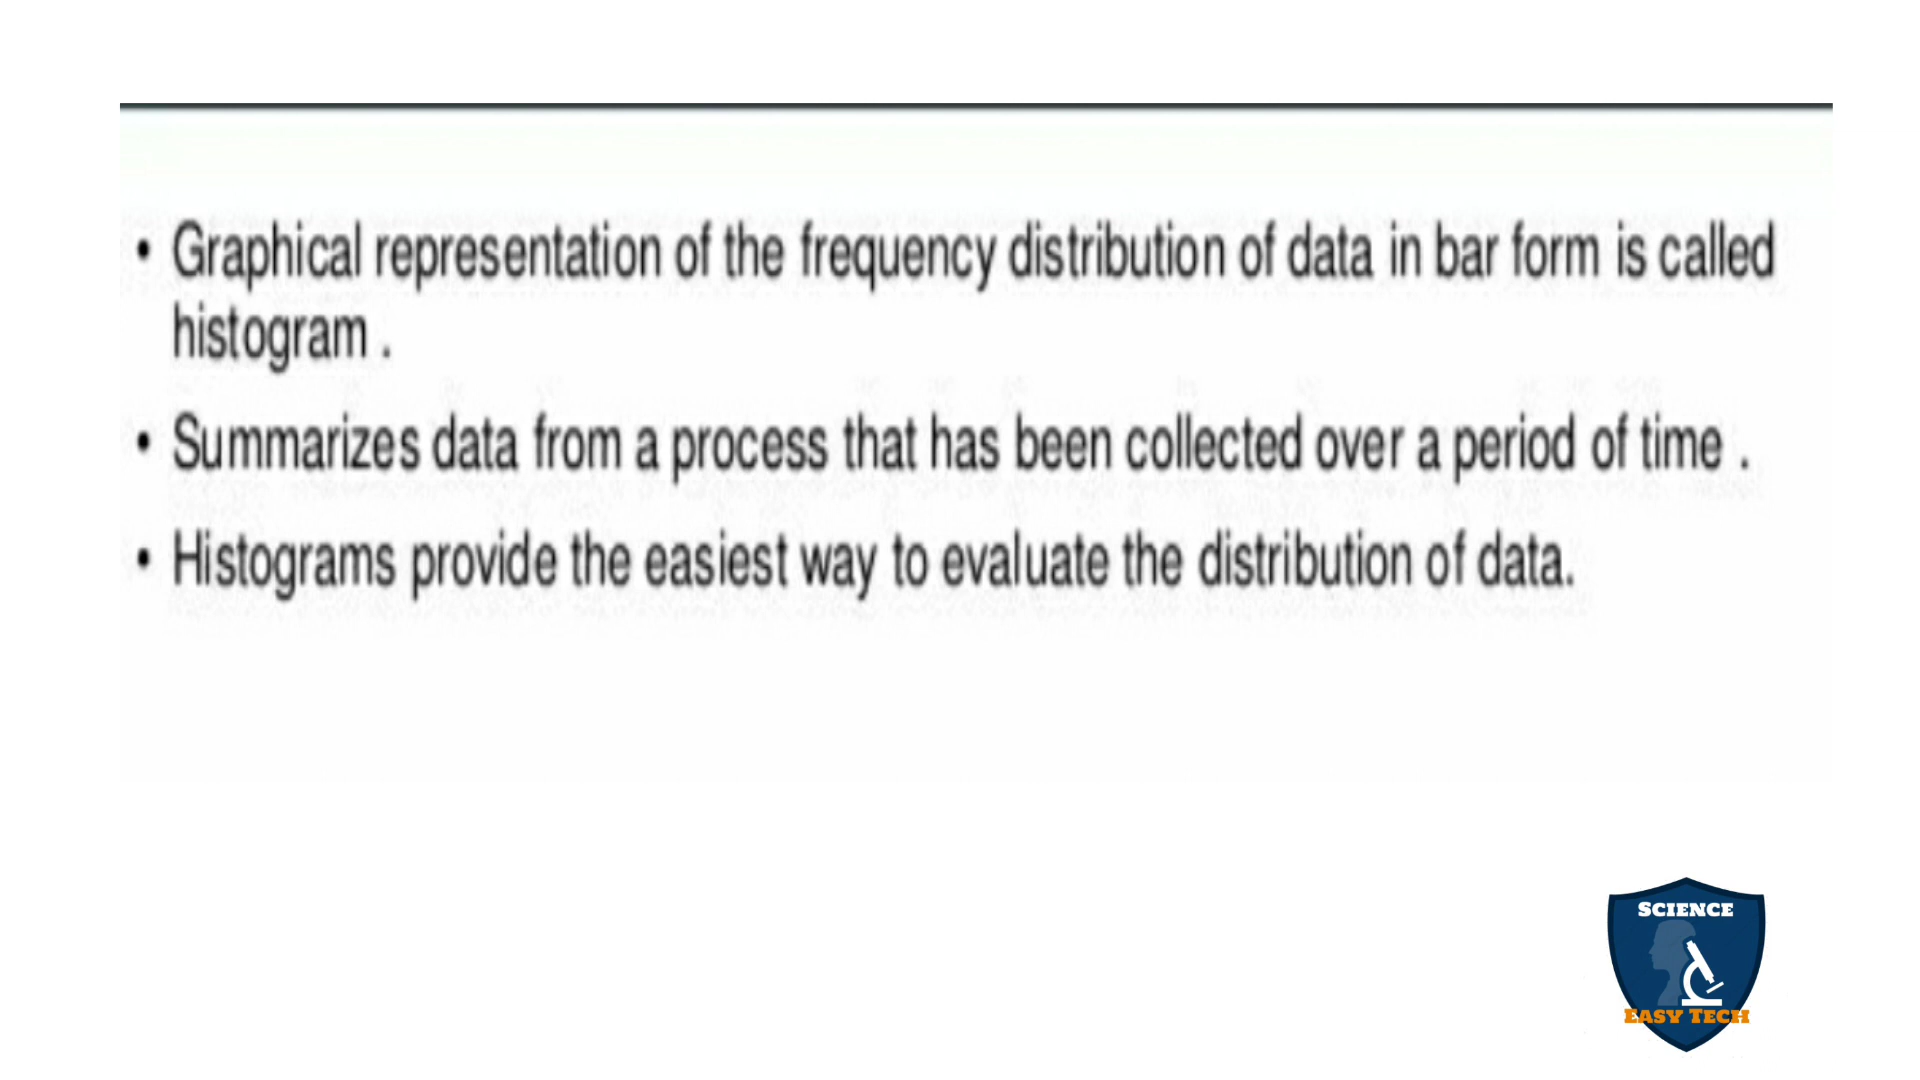 • Graphical representation of the frequency distribution of data in bar form is called
histogram .
• Summarizes data from a process that has been collected over a period of time .
• Histograms provide the easiest way to evaluate the distribution of data.
SCIENCE
EASY TECH